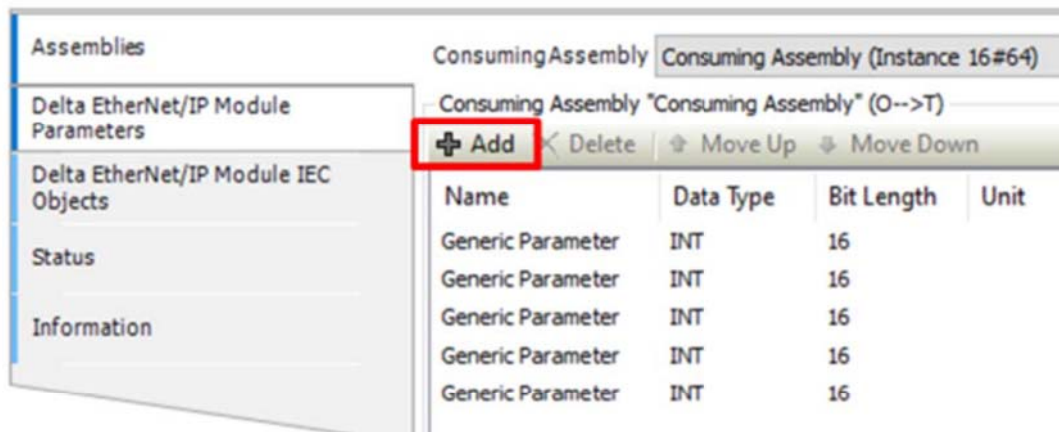 Assemblies
Delta EtherNet/IP Module
Parameters
Delta EtherNet/IP Module IEC
Objects
Status
Information
Consuming Assembly Consuming Assembly (Instance 16#64)
Consuming Assembly "Consuming Assembly" (O-->T)
Add Delete Move Up Move Down
Name Data Type Bit Length Unit
Generic Parameter INT 16
Generic Parameter INT 16
Generic Parameter INT 16
Generic Parameter INT 16
Generic Parameter INT 16